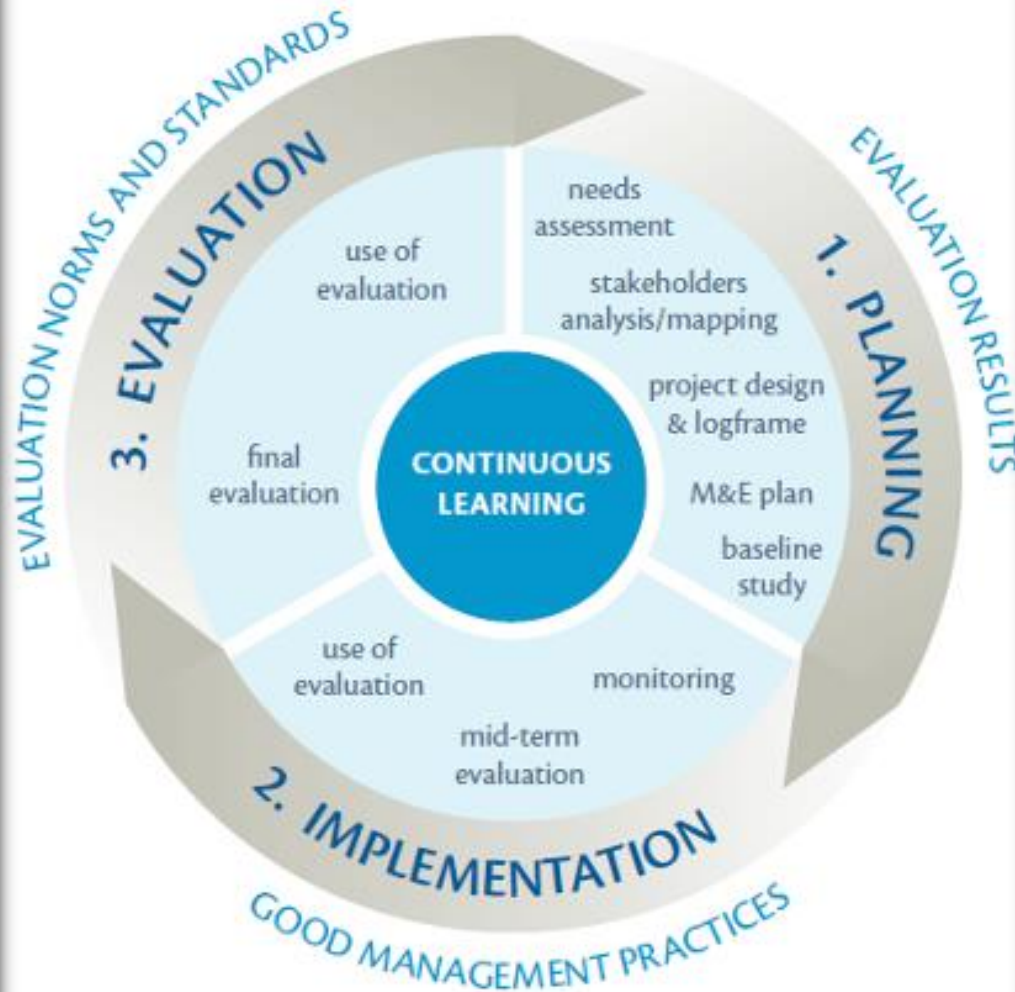 EVALUATION NORMS AND STANDARDS
3. EVALUATION
use of
evaluation
final
evaluation
EVALUATION RESULTS
1. PLANNING
needs
assessment
stakeholders
analysis/mapping
project design
& logframe
M&E plan
baseline
study
CONTINUOUS
LEARNING
monitoring
mid-term
evaluation
use of
evaluation
2. IMPLEMENTATION
GOOD MANAGEMENT PRACTICES